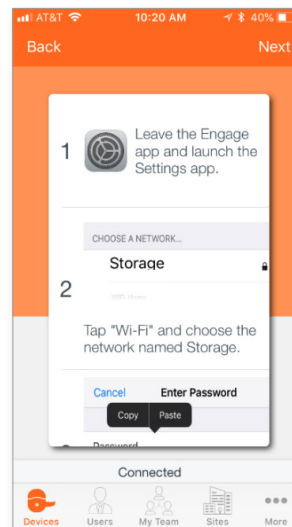 AT&T 10:20 AM 40%
Back Next
1 Leave the Engage
app and launch the
Settings app.
CHOOSE A NETWORK...
Storage
2
Tap "Wi-Fi" and choose the
network named Storage.
Cancel Enter Password
Copy Paste
Password
Connected
Devices Users My Team Sites More